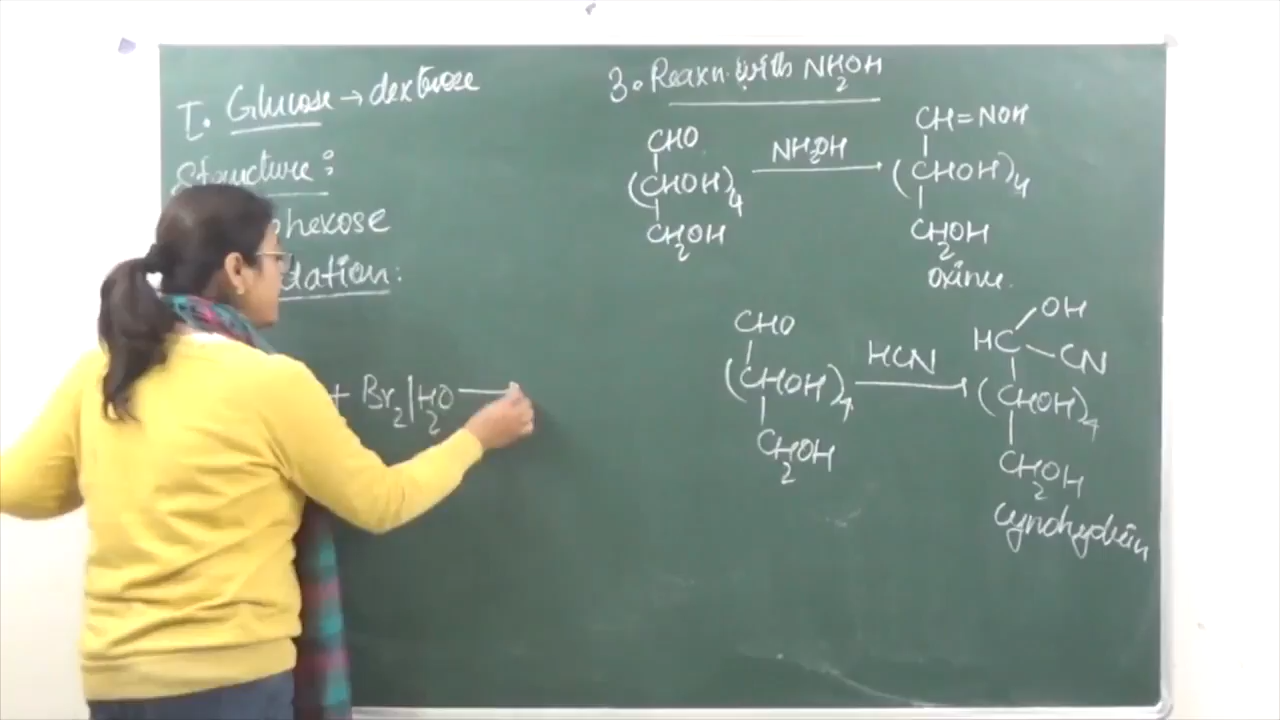 I. Glucose → dextrose
Structure :
ohexose
dation:
+ Br2|H2O
3. Reaxn. with NH2OH
CHO
(CHOH)4
CH2OH
NH2OH
CH=NOH
(CHOH)4
CH2OH
oxime.
CHO
(CHOH)4
CH2OH
HCN
HC
OH
CN
(CHOH)4
CH2OH
Cynohydrin